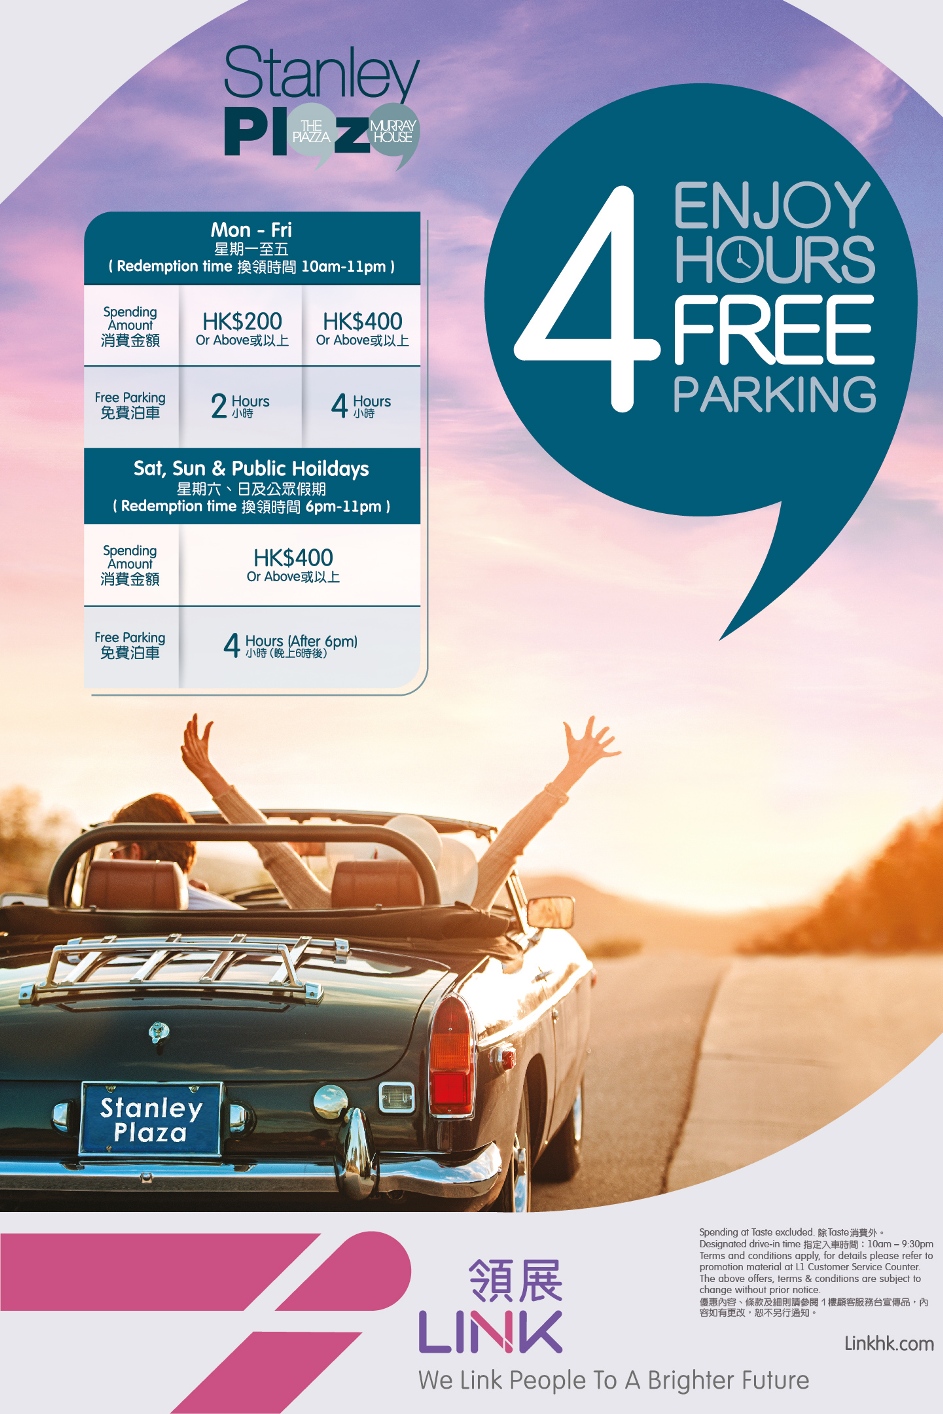 Stanley
Plaza
THE PIAZZA
MURRAY HOUSE
ENJOY
4 HOURS
FREE
PARKING
Mon - Fri
星期一至五
( Redemption time 換領時間 10am-11pm )
Spending
Amount
消費金額
HK$200
Or Above或以上
HK$400
Or Above或以上
Free Parking
免費泊車
2 Hours
小時
4 Hours
小時
Sat, Sun & Public Hoildays
星期六、日及公眾假期
( Redemption time 換領時間 6pm-11pm )
Spending
Amount
消費金額
HK$400
Or Above或以上
Free Parking
免費泊車
4 Hours (After 6pm)
小時 (晚上6時後)
Stanley
Plaza
領展
LINK
We Link People To A Brighter Future
Spending at Taste excluded. 除Taste消費外。
Designated drive-in time 指定入車時間：10am – 9:30pm
Terms and conditions apply, for details please refer to
promotion material at L1 Customer Service Counter.
The above offers, terms & conditions are subject to
change without prior notice.
優惠內容、條款及細則請參閱 1 樓顧客服務台宣傳品，內
容如有更改，恕不另行通知。
Linkhk.com